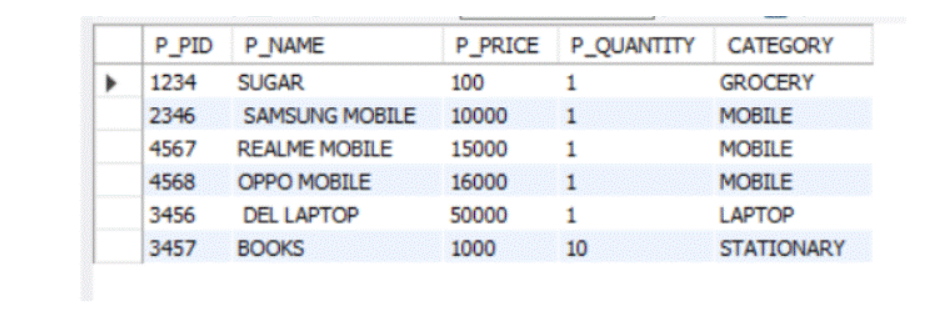 P_PID P_NAME P_PRICE P_QUANTITY CATEGORY
1234 SUGAR 100 1 GROCERY
2346 SAMSUNG MOBILE 10000 1 MOBILE
4567 REALME MOBILE 15000 1 MOBILE
4568 OPPO MOBILE 16000 1 MOBILE
3456 DEL LAPTOP 50000 1 LAPTOP
3457 BOOKS 1000 10 STATIONARY